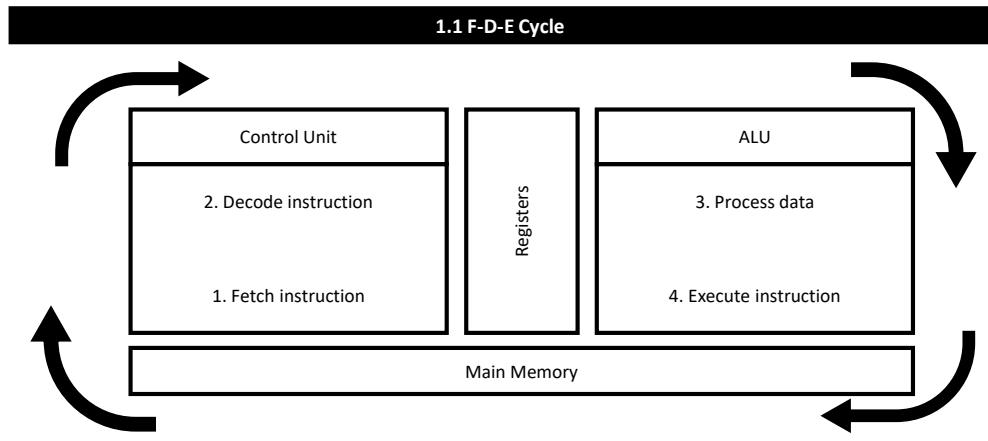 1.1 F-D-E Cycle
Control Unit
2. Decode instruction
1. Fetch instruction
Registers
ALU
3. Process data
4. Execute instruction
Main Memory